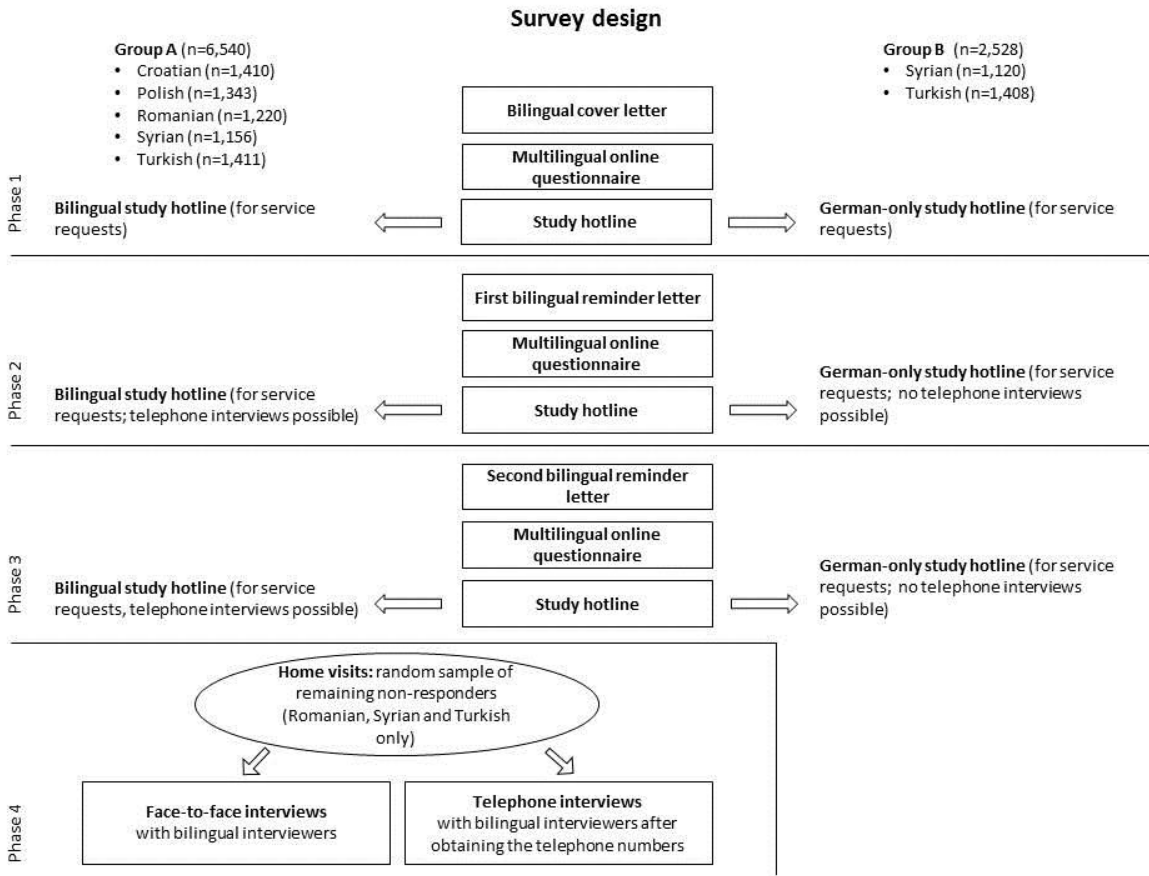 Survey design
Group A (n=6,540)
• Croatian (n=1,410)
• Polish (n=1,343)
• Romanian (n=1,220)
• Syrian (n=1,156)
• Turkish (n=1,411)
Group B (n=2,528)
• Syrian (n=1,120)
• Turkish (n=1,408)
Phase 1
Bilingual cover letter
Multilingual online
questionnaire
Bilingual study hotline (for service
requests)
Study hotline
German-only study hotline (for service
requests)
Phase 2
First bilingual reminder letter
Multilingual online
questionnaire
Bilingual study hotline (for service
requests; telephone interviews possible)
Study hotline
German-only study hotline (for service
requests; no telephone interviews
possible)
Phase 3
Second bilingual reminder
letter
Multilingual online
questionnaire
Bilingual study hotline (for service
requests, telephone interviews possible)
Study hotline
German-only study hotline (for service
requests; no telephone interviews
possible)
Phase 4
Home visits: random sample of
remaining non-responders
(Romanian, Syrian and Turkish
only)
Face-to-face interviews
with bilingual interviewers
Telephone interviews
with bilingual interviewers after
obtaining the telephone numbers